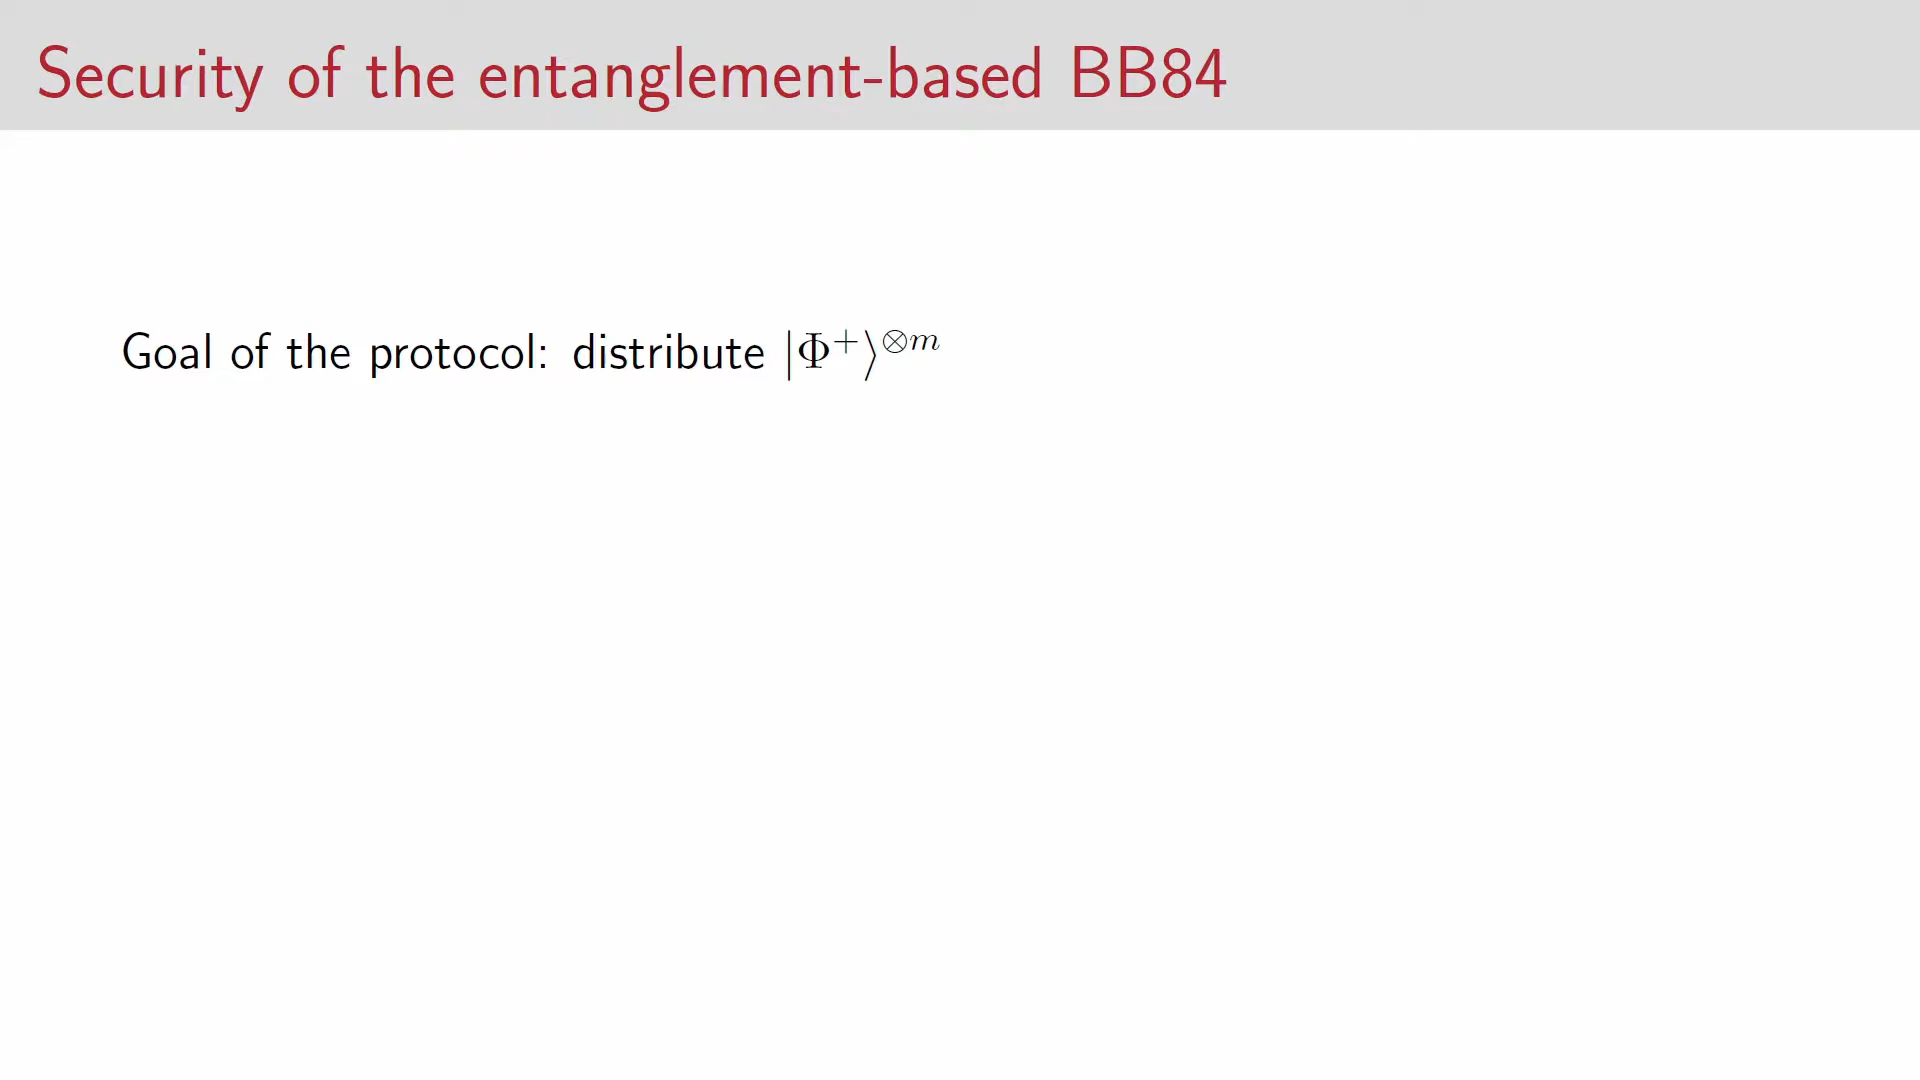 Security of the entanglement-based BB84
Goal of the protocol: distribute |Φ⁺⟩⊗ᵐ